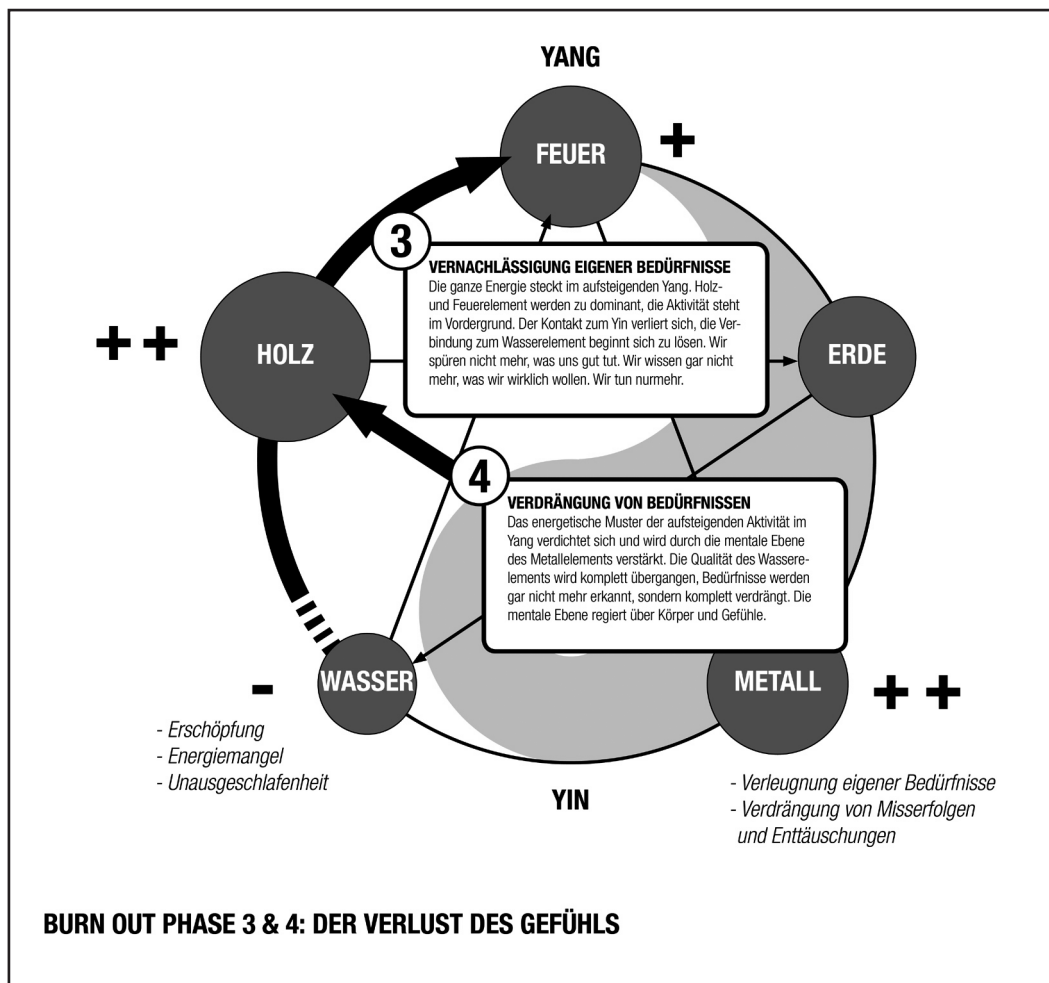 YANG
FEUER
+
3
VERNACHLÄSSIGUNG EIGENER BEDÜRFNISSE
Die ganze Energie steckt im aufsteigenden Yang. Holz-
und Feuerelement werden zu dominant, die Aktivität steht
im Vordergrund. Der Kontakt zum Yin verliert sich, die Ver-
bindung zum Wasserelement beginnt sich zu lösen. Wir
spüren nicht mehr, was uns gut tut. Wir wissen gar nicht
mehr, was wir wirklich wollen. Wir tun nurmehr.
++
HOLZ
ERDE
4
VERDRÄNGUNG VON BEDÜRFNISSEN
Das energetische Muster der aufsteigenden Aktivität im
Yang verdichtet sich und wird durch die mentale Ebene
des Metallelements verstärkt. Die Qualität des Wassere-
lements wird komplett übergangen, Bedürfnisse werden
gar nicht mehr erkannt, sondern komplett verdrängt. Die
mentale Ebene regiert über Körper und Gefühle.
-
WASSER
METALL
++
- Erschöpfung
- Energiemangel
- Unausgeschlafenheit
YIN
- Verleugnung eigener Bedürfnisse
- Verdrängung von Misserfolgen
und Enttäuschungen
BURN OUT PHASE 3 & 4: DER VERLUST DES GEFÜHLS